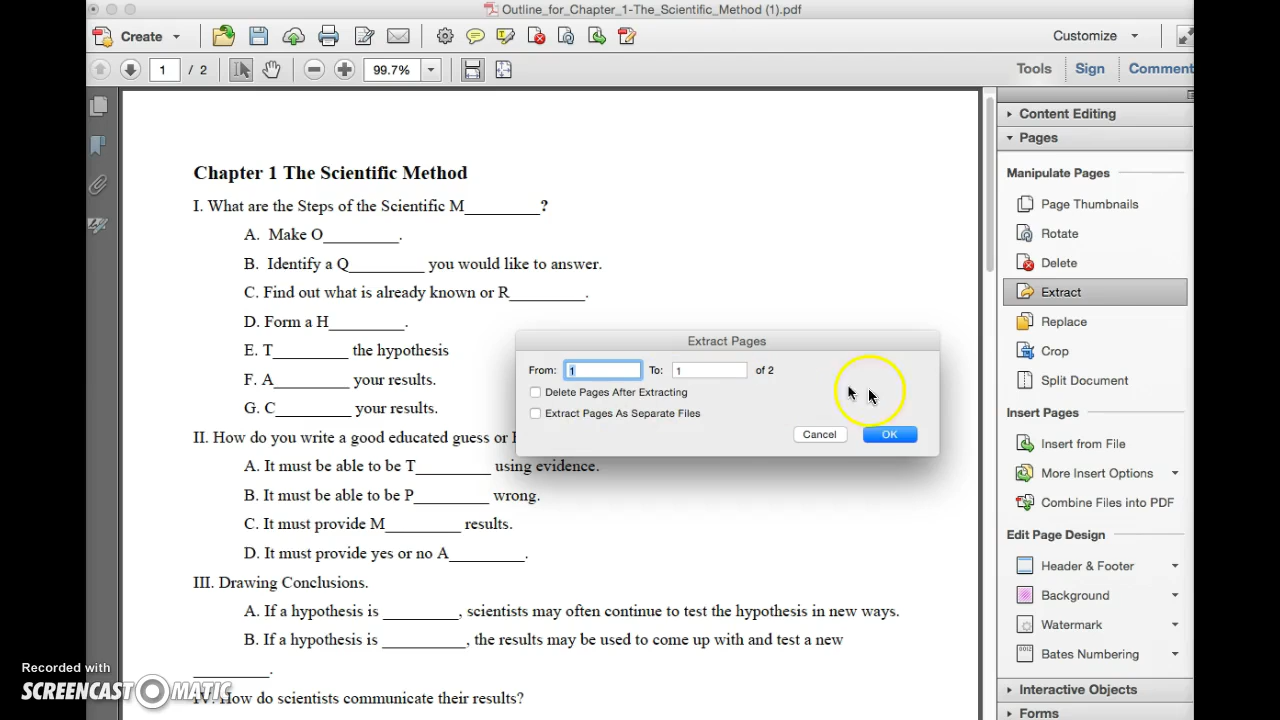 Outline_for_Chapter_1-The_Scientific_Method (1).pdf
Create
Customize
1 / 2
99.7%
Tools Sign Comment
Chapter 1 The Scientific Method
I. What are the Steps of the Scientific M_________?
A. Make O_________.
B. Identify a Q_________ you would like to answer.
C. Find out what is already known or R_________.
D. Form a H_________.
E. T_________ the hypothesis
F. A_________ your results.
G. C_________ your results.
II. How do you write a good educated guess or
A. It must be able to be T_________ using evidence.
B. It must be able to be P_________ wrong.
C. It must provide M_________ results.
D. It must provide yes or no A_________.
III. Drawing Conclusions.
A. If a hypothesis is _________, scientists may often continue to test the hypothesis in new ways.
B. If a hypothesis is __________, the results may be used to come up with and test a new
_________.
IV. How do scientists communicate their results?
Extract Pages
From: 1 To: 1 of 2
Delete Pages After Extracting
Extract Pages As Separate Files
Cancel OK
Content Editing
Pages
Manipulate Pages
Page Thumbnails
Rotate
Delete
Extract
Replace
Crop
Split Document
Insert Pages
Insert from File
More Insert Options
Combine Files into PDF
Edit Page Design
Header & Footer
Background
Watermark
Bates Numbering
Interactive Objects
Forms
Recorded with
SCREENCAST MATIC